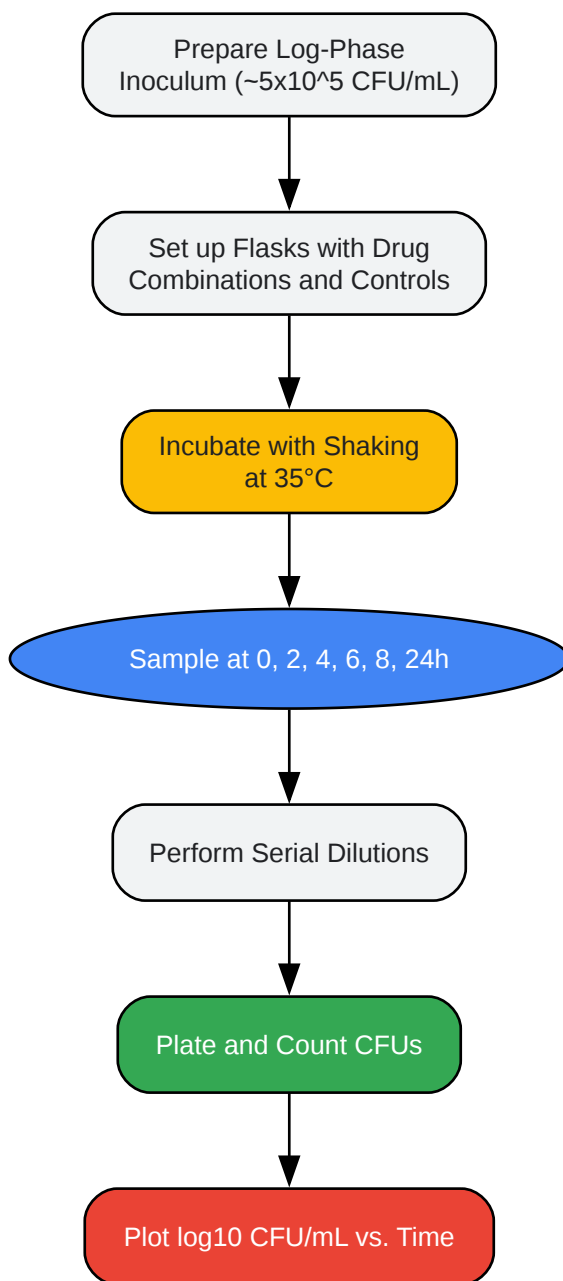 Prepare Log-Phase
Inoculum (~5x10^5 CFU/mL)
Set up Flasks with Drug
Combinations and Controls
Incubate with Shaking
at 35°C
Sample at 0, 2, 4, 6, 8, 24h
Perform Serial Dilutions
Plate and Count CFUs
Plot log10 CFU/mL vs. Time